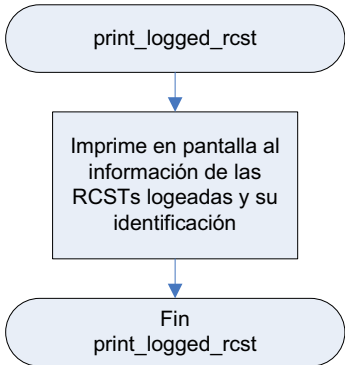 print_logged_rcst
Imprime en pantalla al
información de las
RCSTs logeadas y su
identificación
Fin
print_logged_rcst